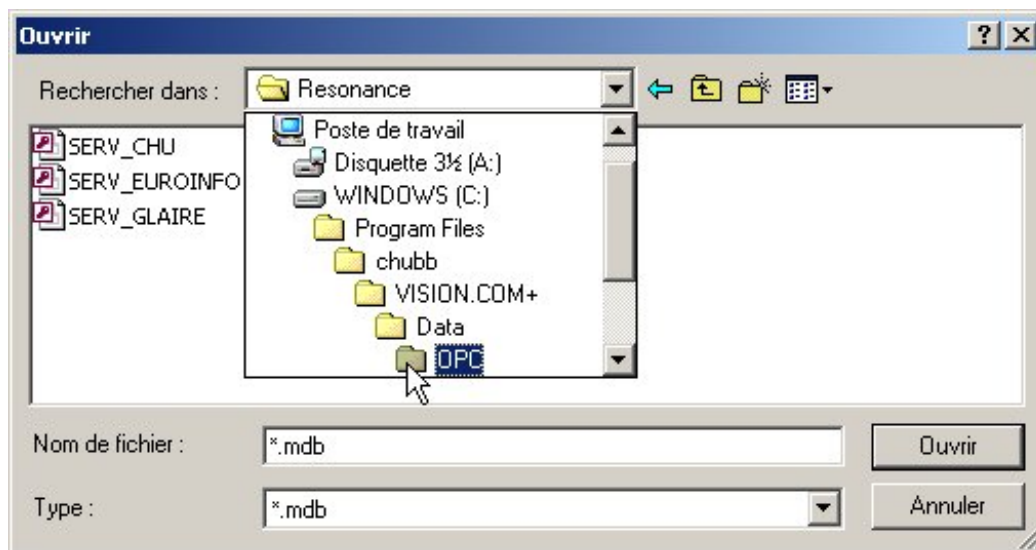 Ouvrir
Rechercher dans :
Resonance
SERV_CHU
SERV_EUROINFO
SERV_GLAIRE
Poste de travail
Disquette 3½ (A:)
WINDOWS (C:)
Program Files
chubb
VISION.COM+
Data
OPC
Nom de fichier :
*.mdb
Ouvrir
Type :
*.mdb
Annuler